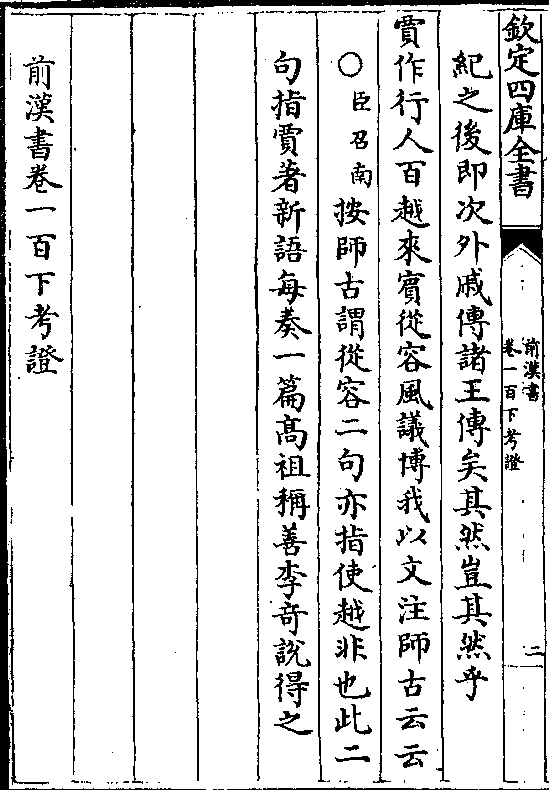 欽定四庫全書
前漢書
卷一百下考證
二
紀之後即次外戚傳諸王傳矣其然豈其然乎
賈作行人百越來賓從容風議博我以文注師古云云
○臣召南按師古謂從容二句亦指使越非也此二
句指賈著新語每奏一篇髙祖稱善李竒說得之
前漢書卷一百下考證